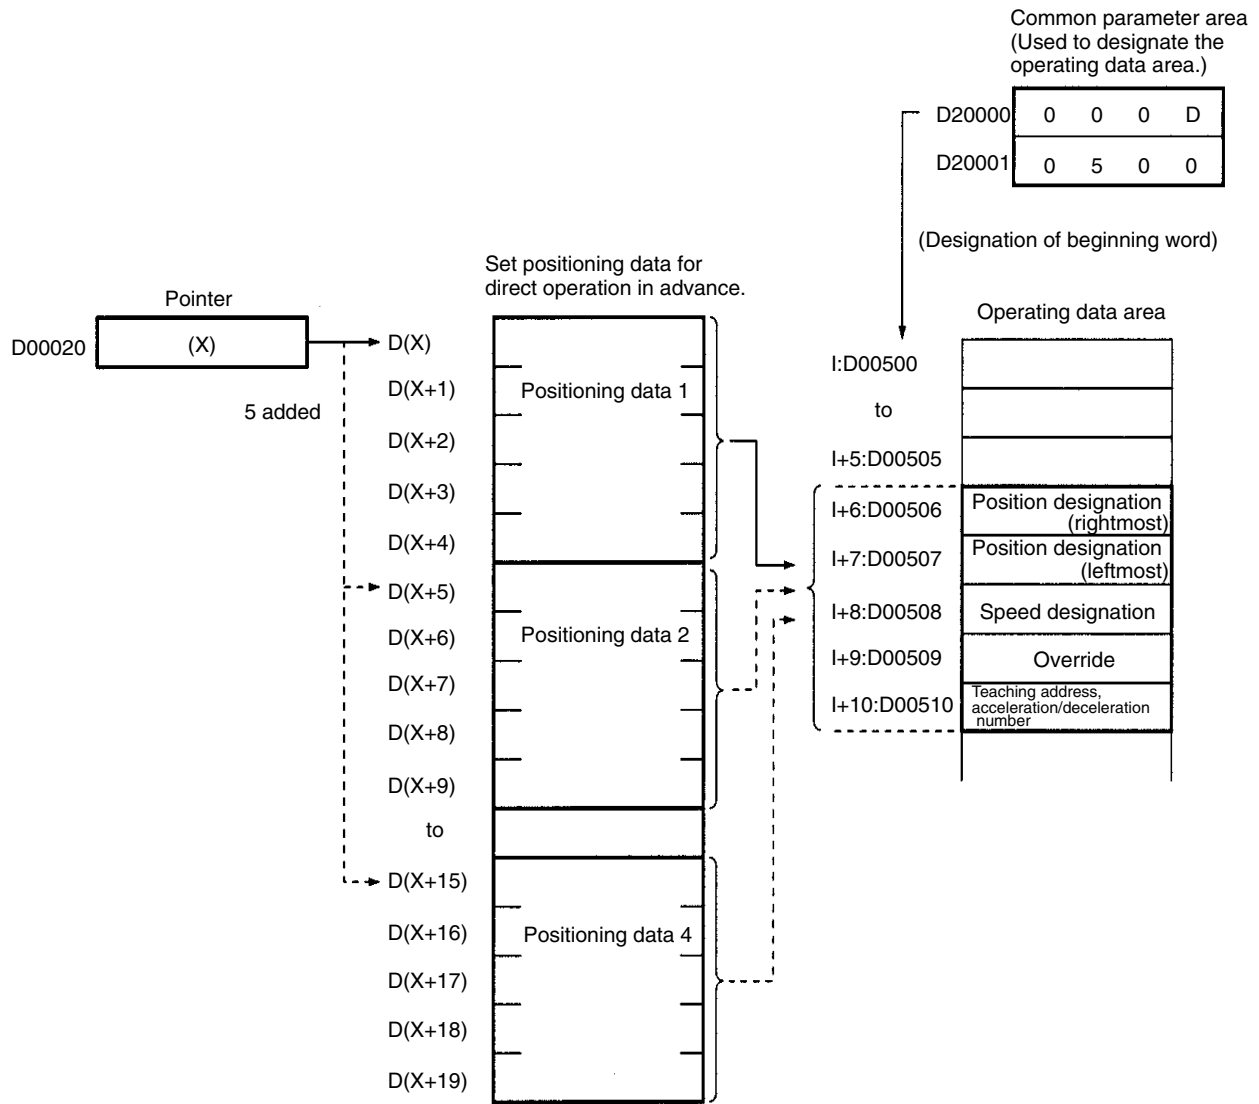 Common parameter area
(Used to designate the
operating data area.)
D20000 0 0 0 D
D20001 0 5 0 0
(Designation of beginning word)
Set positioning data for
direct operation in advance.
Pointer
D00020 (X)
5 added
D(X)
D(X+1) Positioning data 1
D(X+2)
D(X+3)
D(X+4)
D(X+5)
D(X+6) Positioning data 2
D(X+7)
D(X+8)
D(X+9)
to
D(X+15)
D(X+16) Positioning data 4
D(X+17)
D(X+18)
D(X+19)
Operating data area
I:D00500
to
I+5:D00505
I+6:D00506 Position designation
(rightmost)
I+7:D00507 Position designation
(leftmost)
I+8:D00508 Speed designation
I+9:D00509 Override
I+10:D00510 Teaching address,
acceleration/deceleration
number